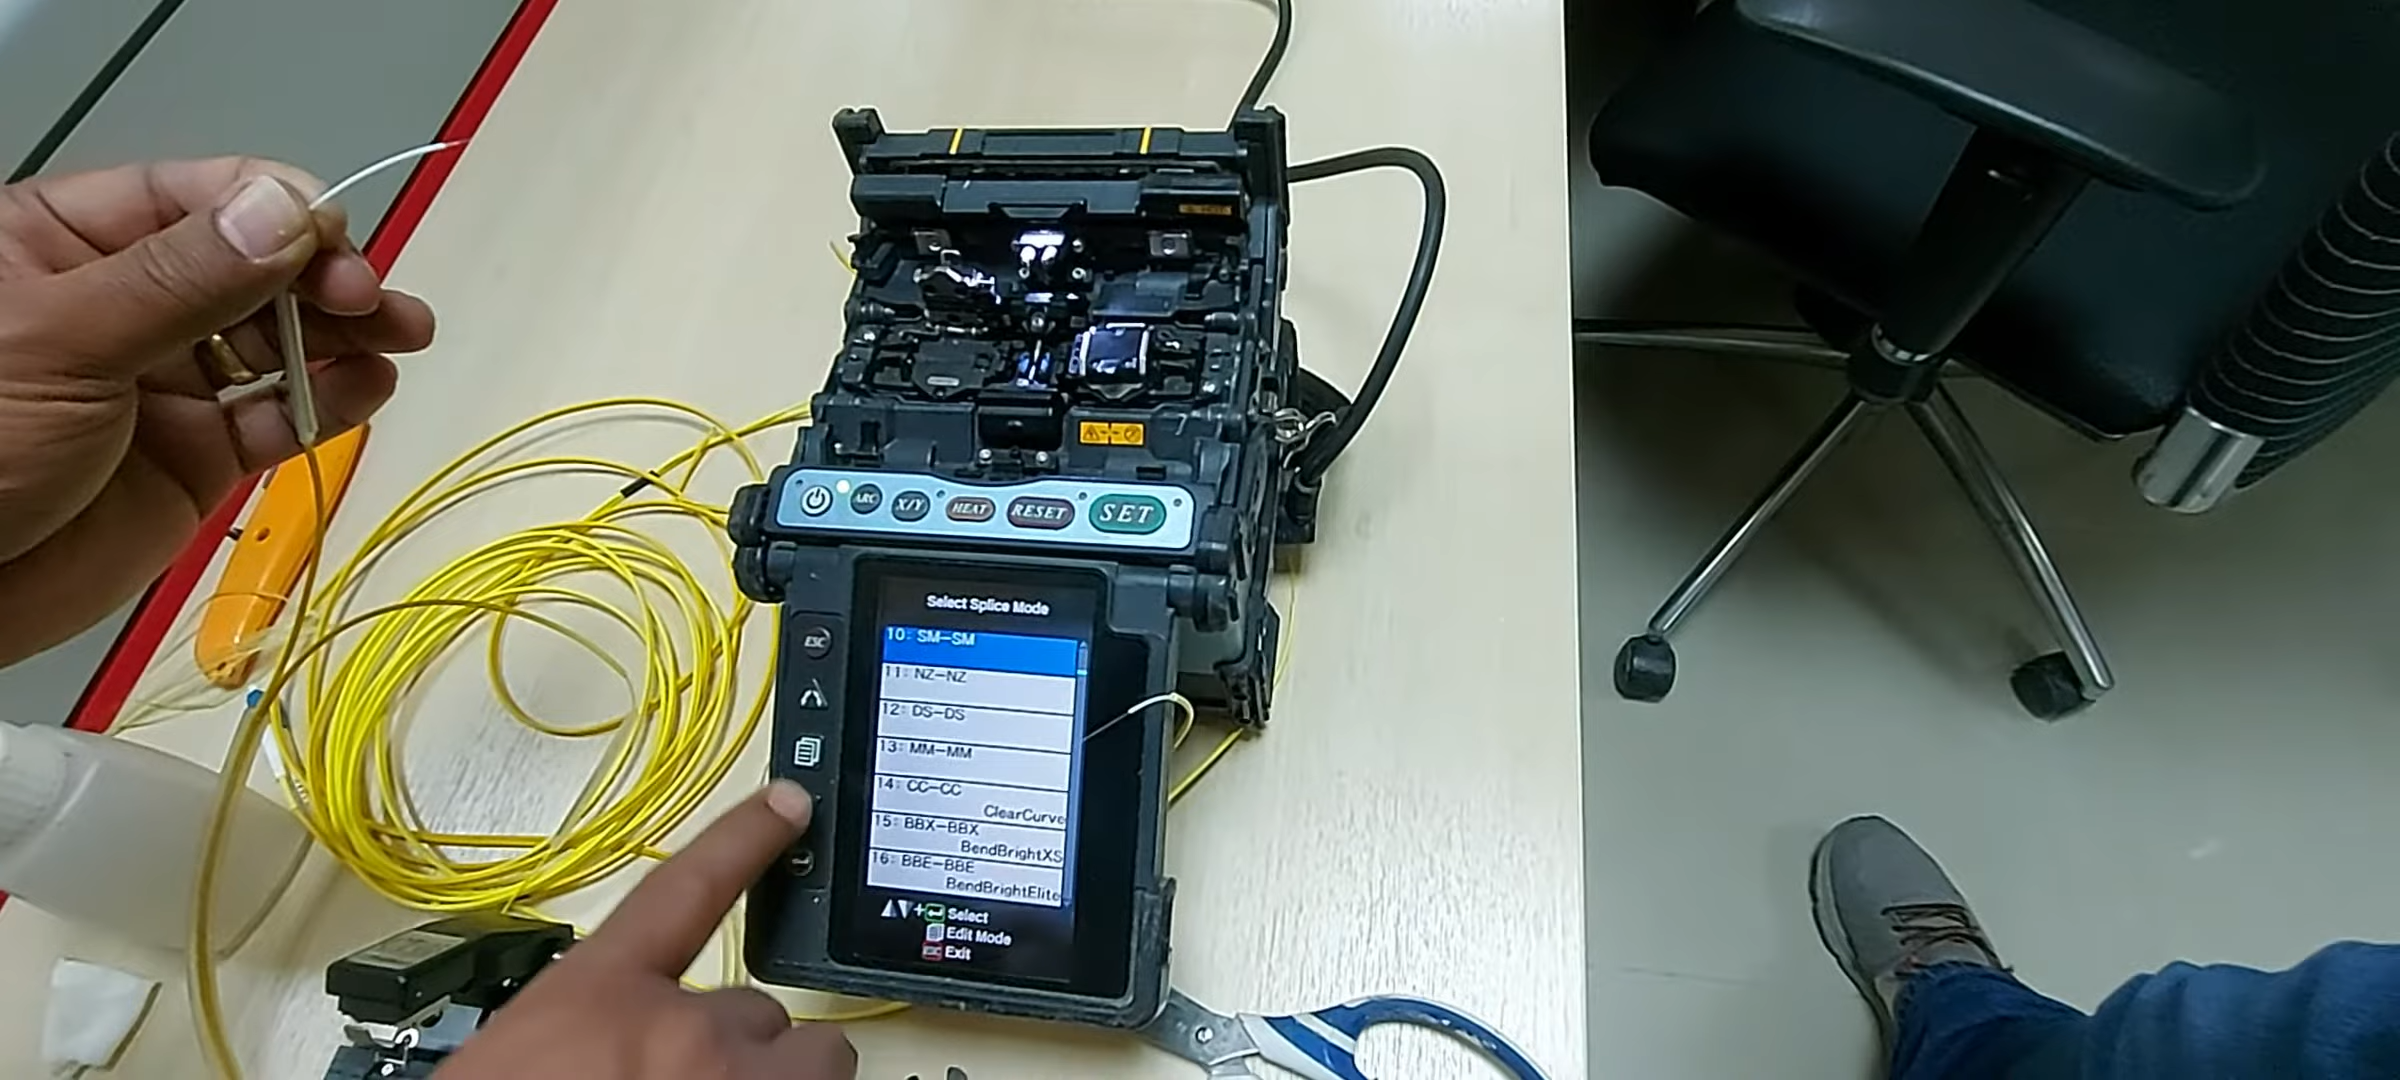 ARC X/Y HEAT RESET SET
ESC
Select Splice Mode
10: SM-SM
11: NZ-NZ
12: DS-DS
13: MM-MM
14: CC-CC
ClearCurve
15: BBX-BBX
BendBrightXS
16: BBE-BBE
BendBrightElite
+ Select
Edit Mode
ESC Exit